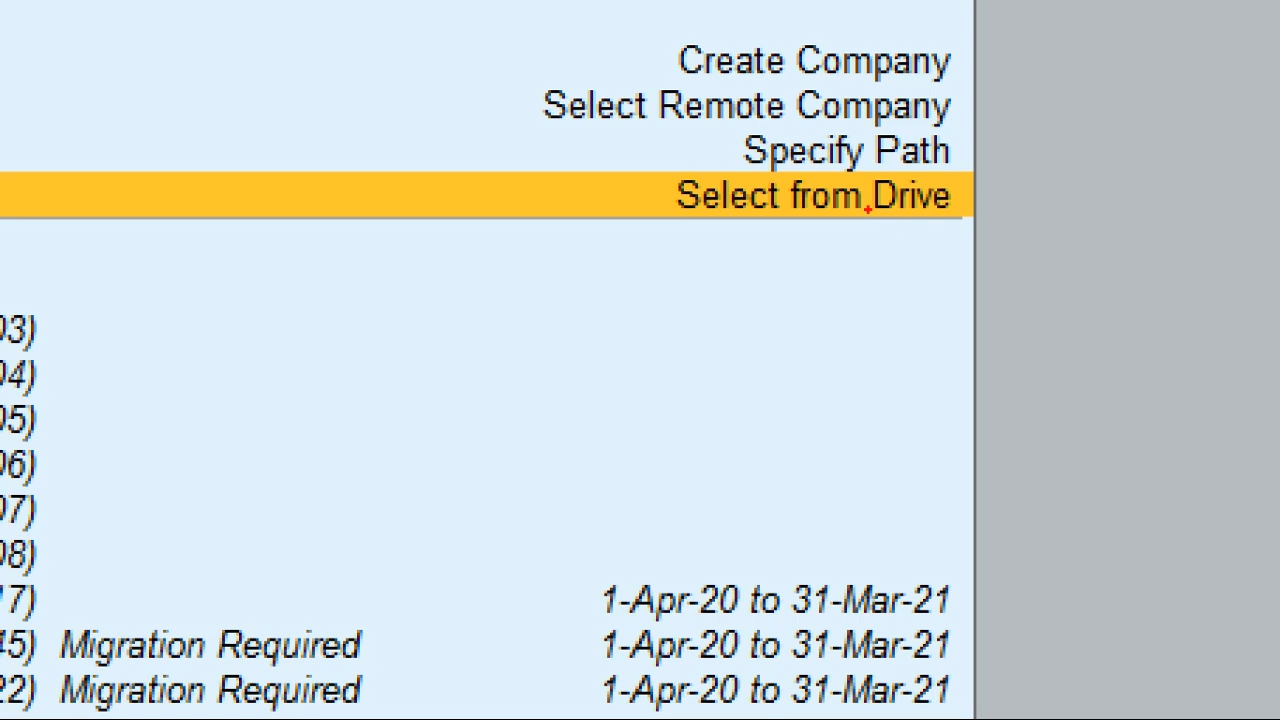 Create Company
Select Remote Company
Specify Path
Select from Drive
03)
04)
05)
06)
07)
08)
17) 1-Apr-20 to 31-Mar-21
45) Migration Required 1-Apr-20 to 31-Mar-21
22) Migration Required 1-Apr-20 to 31-Mar-21